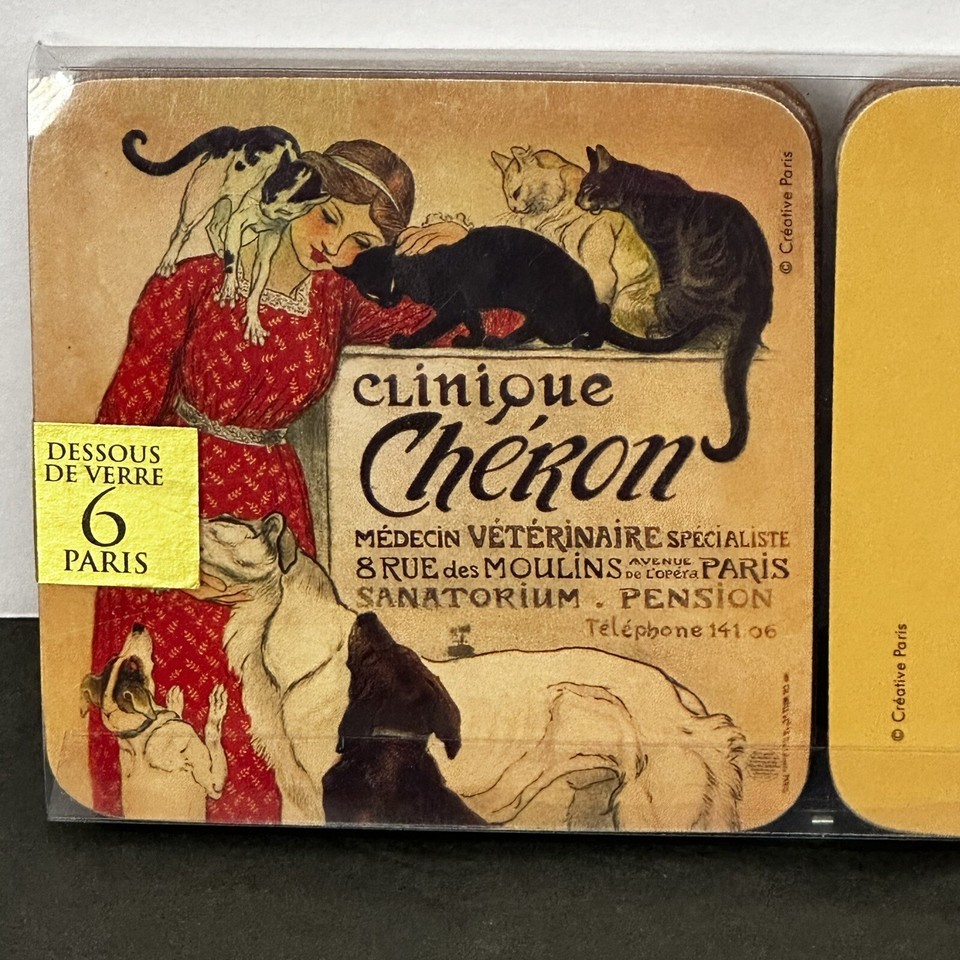 © Créative Paris
CLINIQUE
Chéron
MÉDECIN VÉTÉRINAIRE SPÉCIALISTE
8 RUE des MOULINS AVENUE DE L'OPÉRA PARIS
SANATORIUM . PENSION
Téléphone 141.06
DESSOUS
DE VERRE
6
PARIS
© Créative Paris